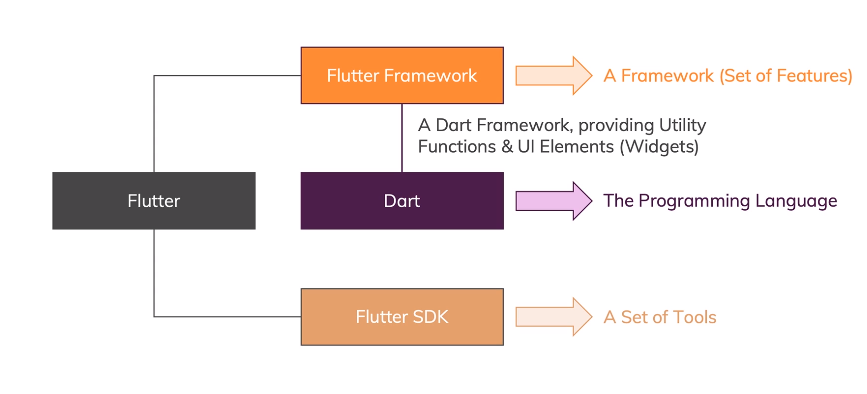 Flutter Framework
A Framework (Set of Features)
A Dart Framework, providing Utility
Functions & UI Elements (Widgets)
Flutter
Dart
The Programming Language
Flutter SDK
A Set of Tools